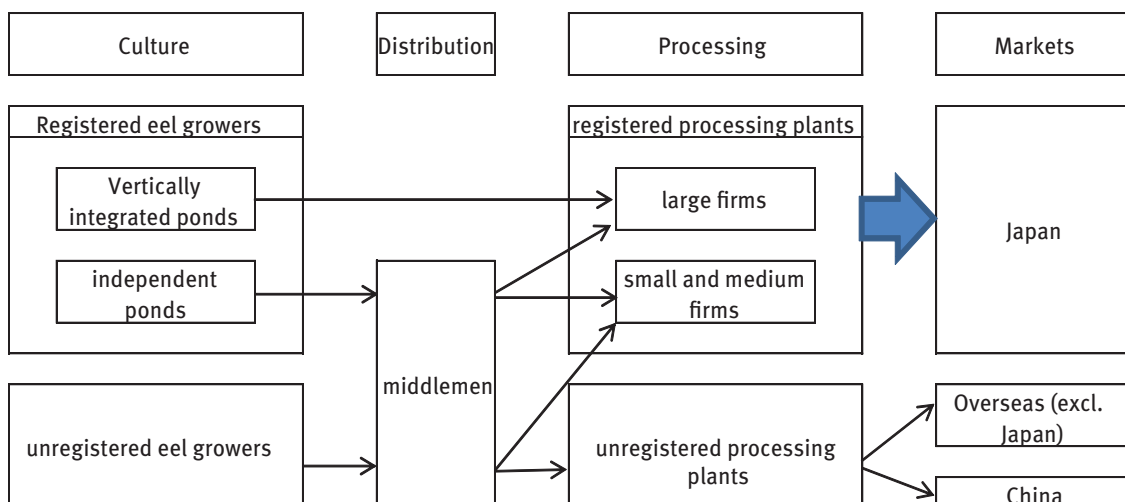 Culture
Distribution
Processing
Markets
Registered eel growers
Vertically
integrated ponds
independent
ponds
unregistered eel growers
middlemen
registered processing plants
large firms
small and medium
firms
unregistered processing
plants
Japan
Overseas (excl.
Japan)
China